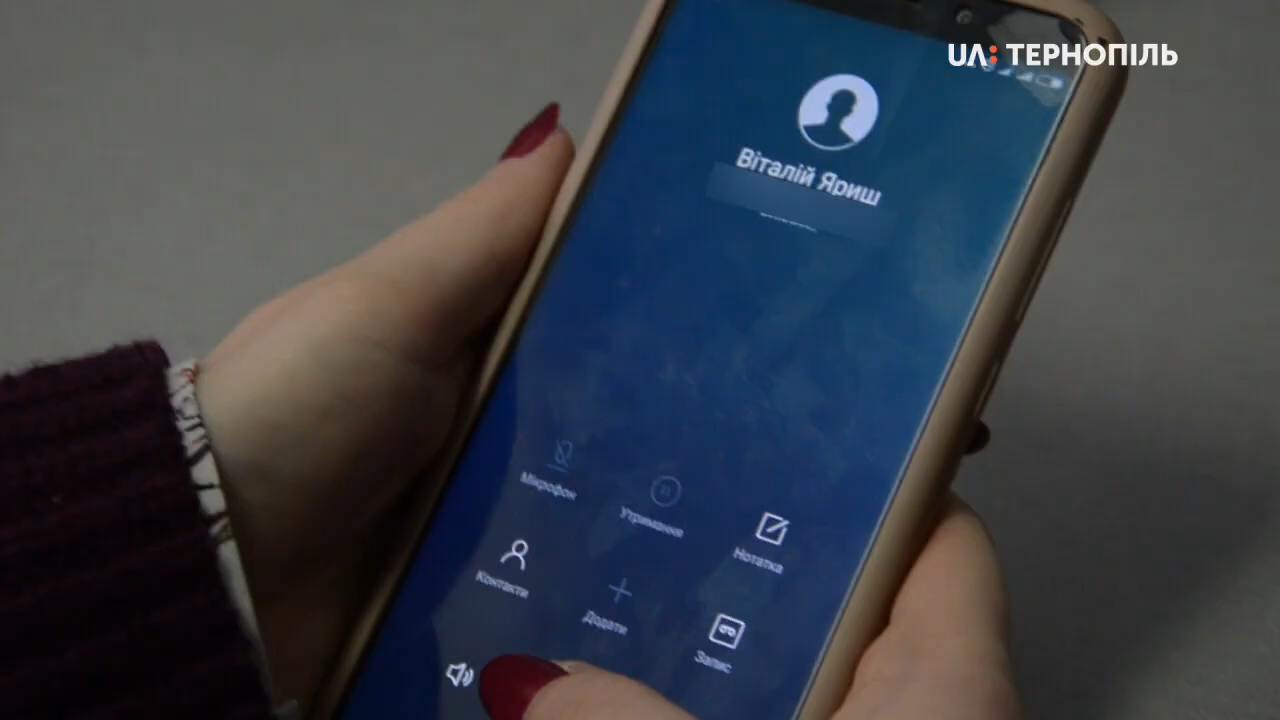 UA: ТЕРНОПІЛЬ
Віталій Яриш
Мікрофон
Утримання
Нотатка
Контакти
Додати
Запис